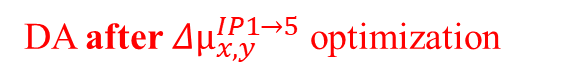 DA after Δμ_{x,y}^{IP1→5} optimization